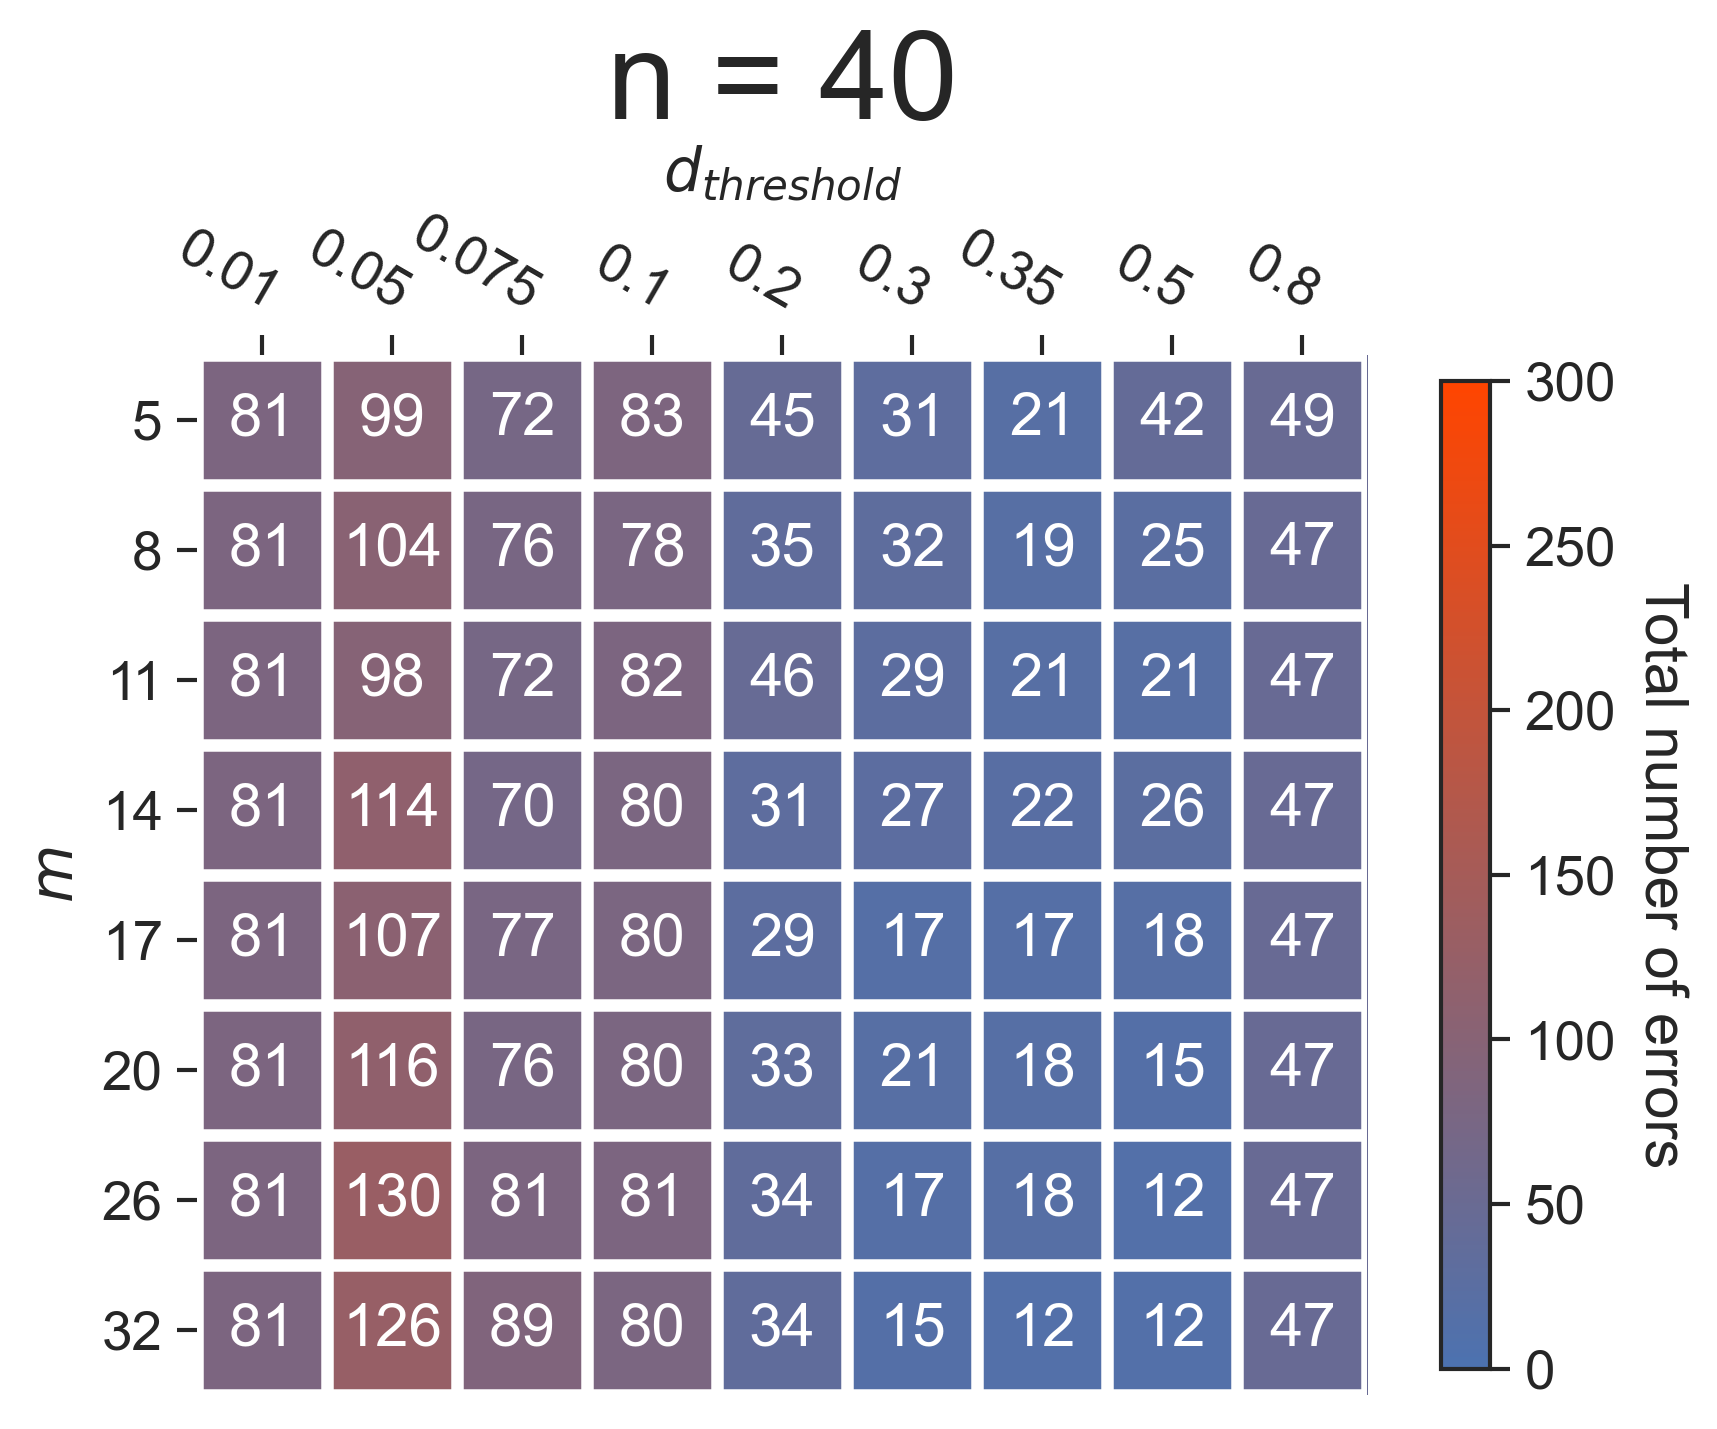 n = 40
d_threshold
0.01 0.05 0.075 0.1 0.2 0.3 0.35 0.5 0.8
5 81 99 72 83 45 31 21 42 49
8 81 104 76 78 35 32 19 25 47
11 81 98 72 82 46 29 21 21 47
14 81 114 70 80 31 27 22 26 47
17 81 107 77 80 29 17 17 18 47
20 81 116 76 80 33 21 18 15 47
26 81 130 81 81 34 17 18 12 47
32 81 126 89 80 34 15 12 12 47
m
300
250
200
150
100
50
0
Total number of errors